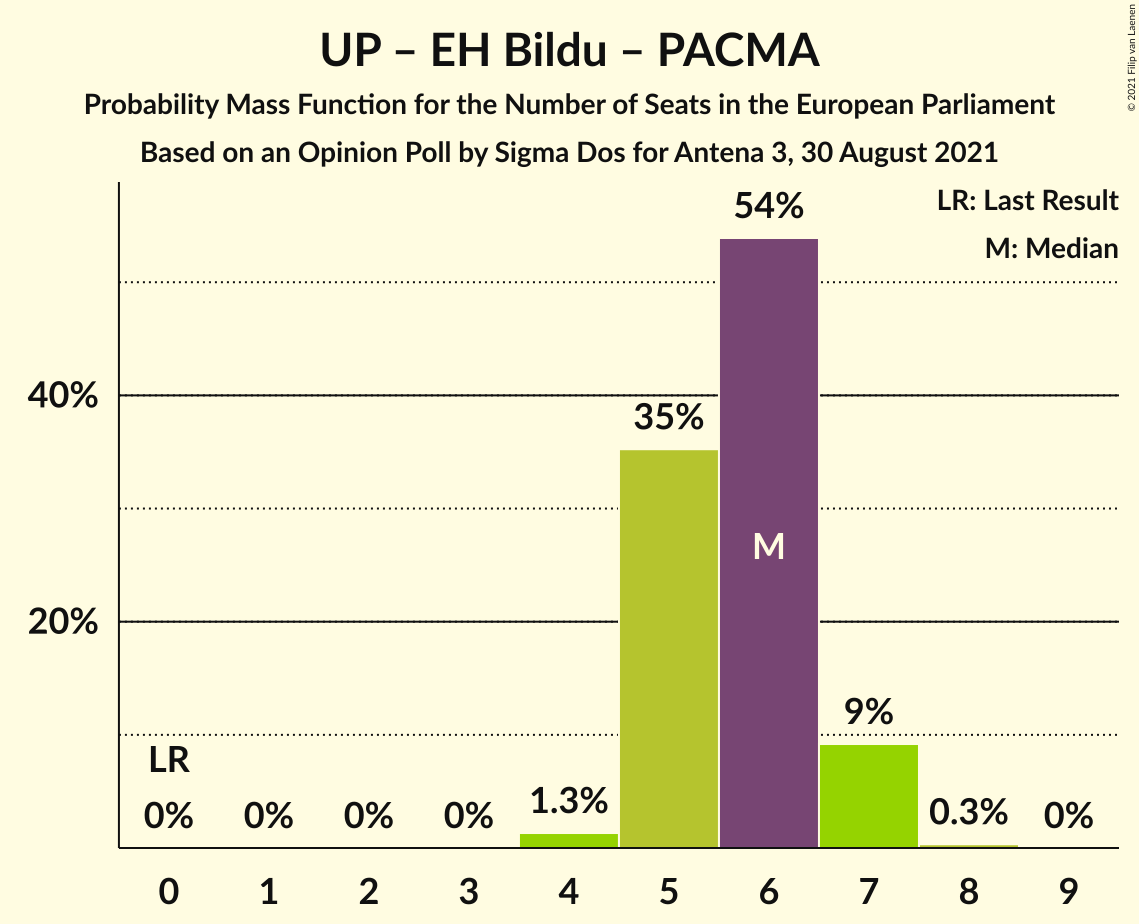 UP – EH Bildu – PACMA
Probability Mass Function for the Number of Seats in the European Parliament
Based on an Opinion Poll by Sigma Dos for Antena 3, 30 August 2021
© 2021 Filip van Laenen
LR: Last Result
M: Median
54%
40%
35%
M
20%
9%
LR
1.3%
0.3%
0% 0% 0% 0% 0%
0 1 2 3 4 5 6 7 8 9